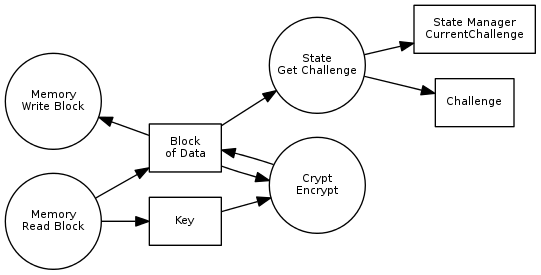 State Manager
CurrentChallenge
State
Get Challenge
Memory
Write Block
Challenge
Block
of Data
Crypt
Encrypt
Memory
Read Block
Key